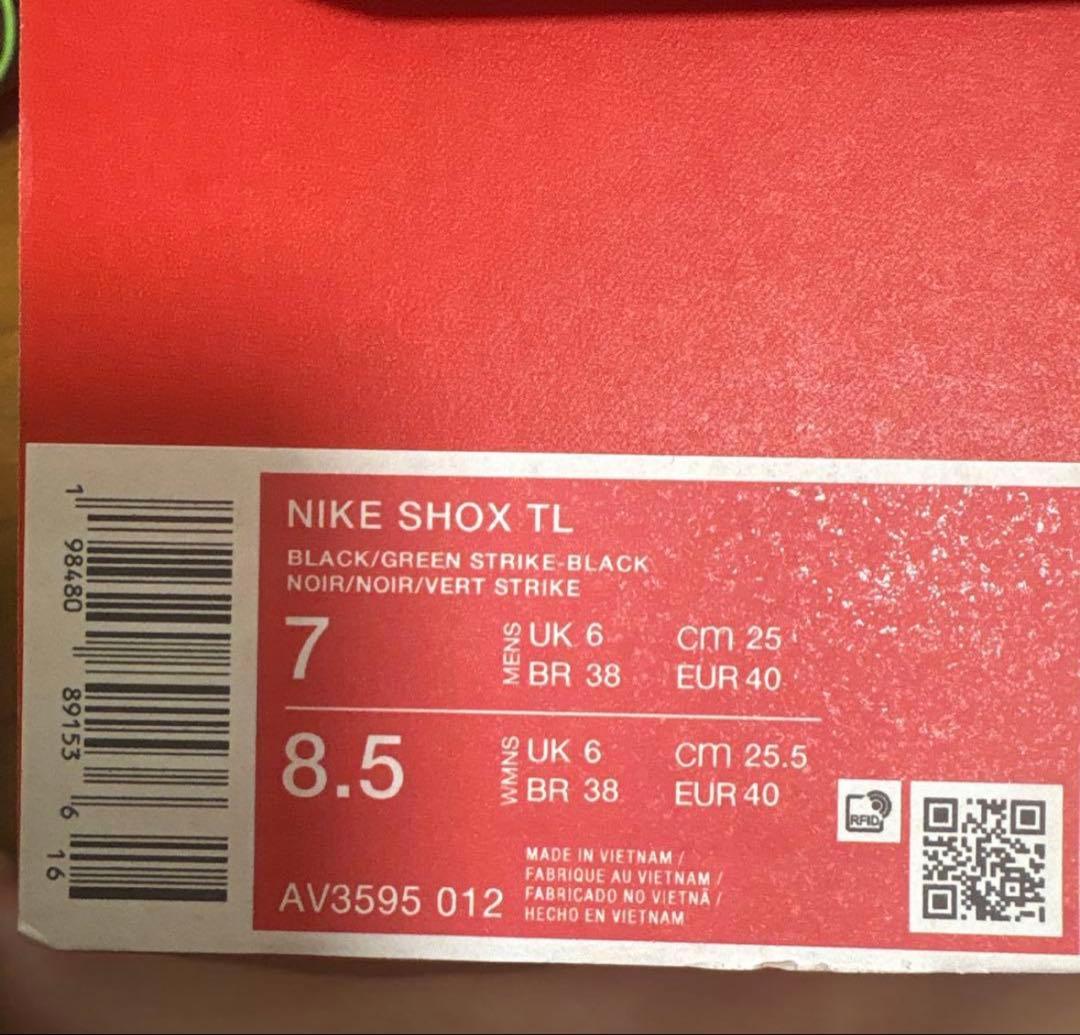 NIKE SHOX TL
BLACK/GREEN STRIKE-BLACK
NOIR/NOIR/VERT STRIKE
7
MENS
UK 6
cm 25
BR 38
EUR 40
8.5
WMNS
UK 6
cm 25.5
BR 38
EUR 40
AV3595 012
MADE IN VIETNAM /
FABRIQUE AU VIETNAM /
FABRICADO NO VIETNÃ /
HECHO EN VIETNAM
RFID
1 98480 89153 6 16